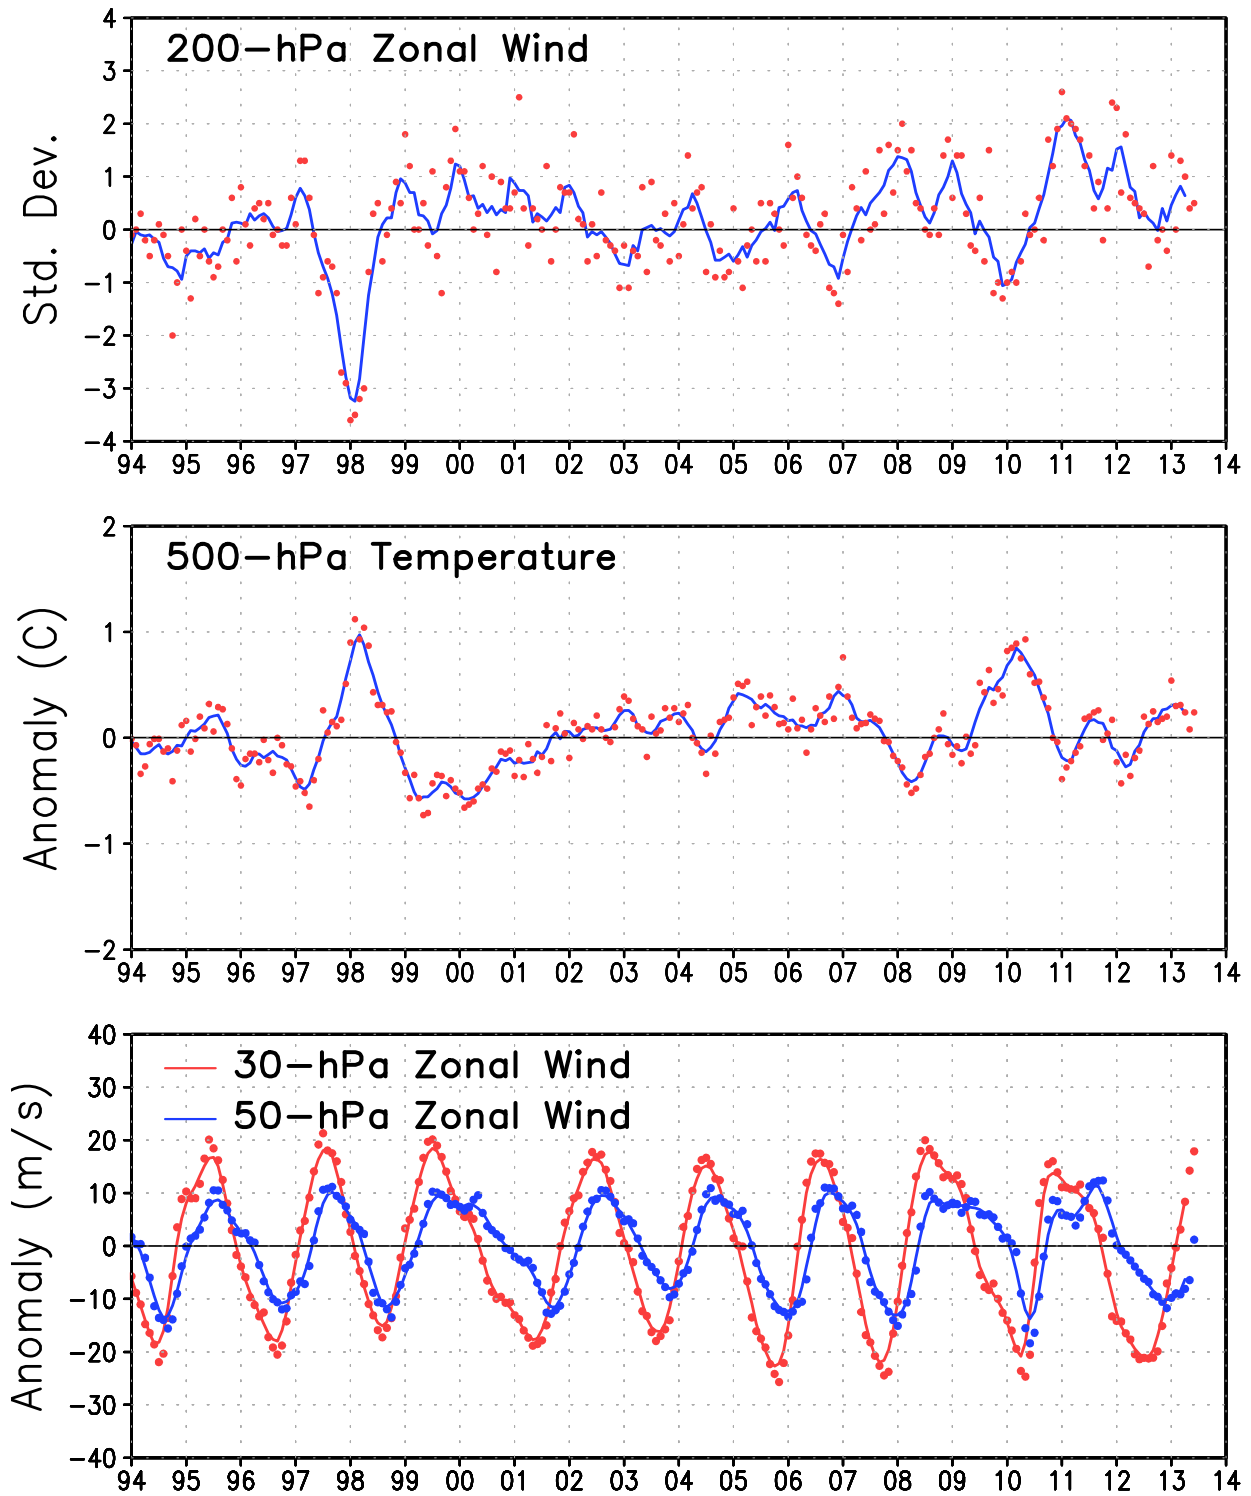 200-hPa Zonal Wind
Std. Dev.
4
3
2
1
0
-1
-2
-3
-4
94 95 96 97 98 99 00 01 02 03 04 05 06 07 08 09 10 11 12 13 14
500-hPa Temperature
Anomaly (C)
2
1
0
-1
-2
94 95 96 97 98 99 00 01 02 03 04 05 06 07 08 09 10 11 12 13 14
30-hPa Zonal Wind
50-hPa Zonal Wind
Anomaly (m/s)
40
30
20
10
0
-10
-20
-30
-40
94 95 96 97 98 99 00 01 02 03 04 05 06 07 08 09 10 11 12 13 14